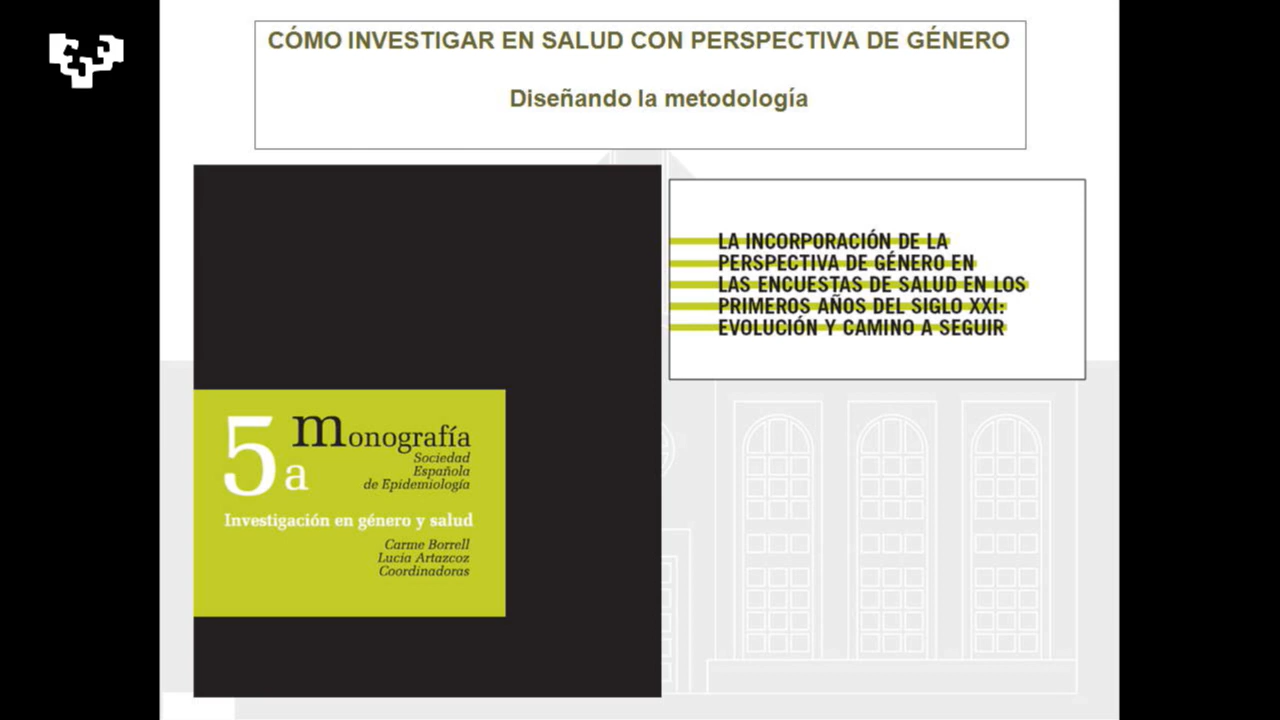 CÓMO INVESTIGAR EN SALUD CON PERSPECTIVA DE GÉNERO
Diseñando la metodología
5a monografía
Sociedad
Española
de Epidemiología
Investigación en género y salud
Carme Borrell
Lucía Artazcoz
Coordinadoras
LA INCORPORACIÓN DE LA
PERSPECTIVA DE GÉNERO EN
LAS ENCUESTAS DE SALUD EN LOS
PRIMEROS AÑOS DEL SIGLO XXI:
EVOLUCIÓN Y CAMINO A SEGUIR